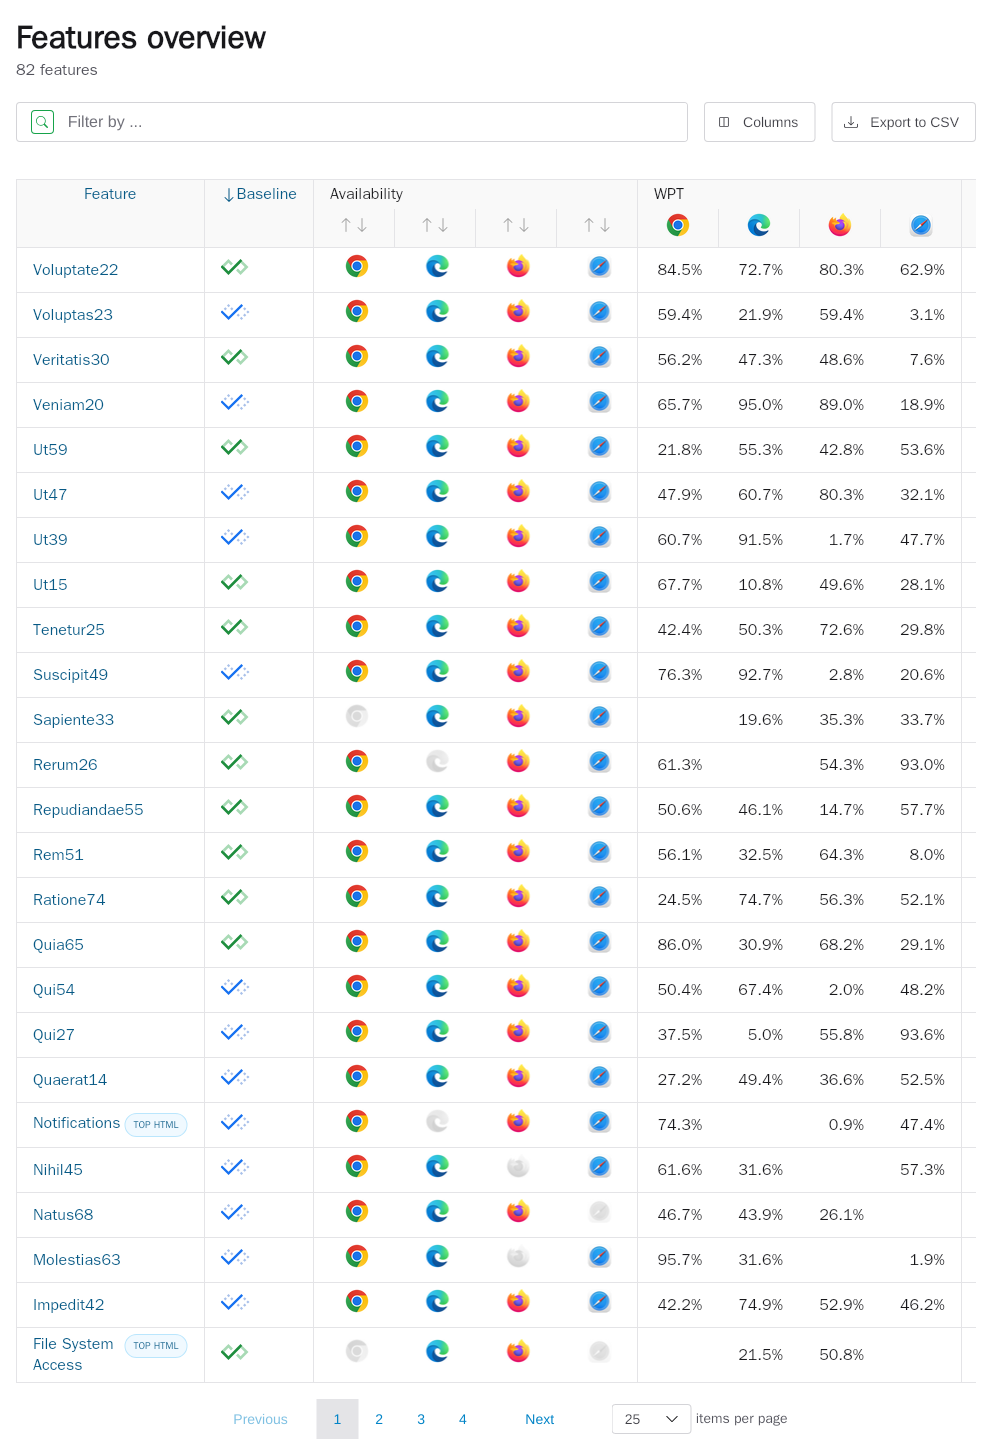 Features overview
82 features
Filter by ...
Columns
Export to CSV
Feature Baseline Availability WPT
Voluptate22 84.5% 72.7% 80.3% 62.9%
Voluptas23 59.4% 21.9% 59.4% 3.1%
Veritatis30 56.2% 47.3% 48.6% 7.6%
Veniam20 65.7% 95.0% 89.0% 18.9%
Ut59 21.8% 55.3% 42.8% 53.6%
Ut47 47.9% 60.7% 80.3% 32.1%
Ut39 60.7% 91.5% 1.7% 47.7%
Ut15 67.7% 10.8% 49.6% 28.1%
Tenetur25 42.4% 50.3% 72.6% 29.8%
Suscipit49 76.3% 92.7% 2.8% 20.6%
Sapiente33 19.6% 35.3% 33.7%
Rerum26 61.3% 54.3% 93.0%
Repudiandae55 50.6% 46.1% 14.7% 57.7%
Rem51 56.1% 32.5% 64.3% 8.0%
Ratione74 24.5% 74.7% 56.3% 52.1%
Quia65 86.0% 30.9% 68.2% 29.1%
Qui54 50.4% 67.4% 2.0% 48.2%
Qui27 37.5% 5.0% 55.8% 93.6%
Quaerat14 27.2% 49.4% 36.6% 52.5%
Notifications TOP HTML 74.3% 0.9% 47.4%
Nihil45 61.6% 31.6% 57.3%
Natus68 46.7% 43.9% 26.1%
Molestias63 95.7% 31.6% 1.9%
Impedit42 42.2% 74.9% 52.9% 46.2%
File System TOP HTML 21.5% 50.8%
Access
Previous 1 2 3 4 Next 25 items per page